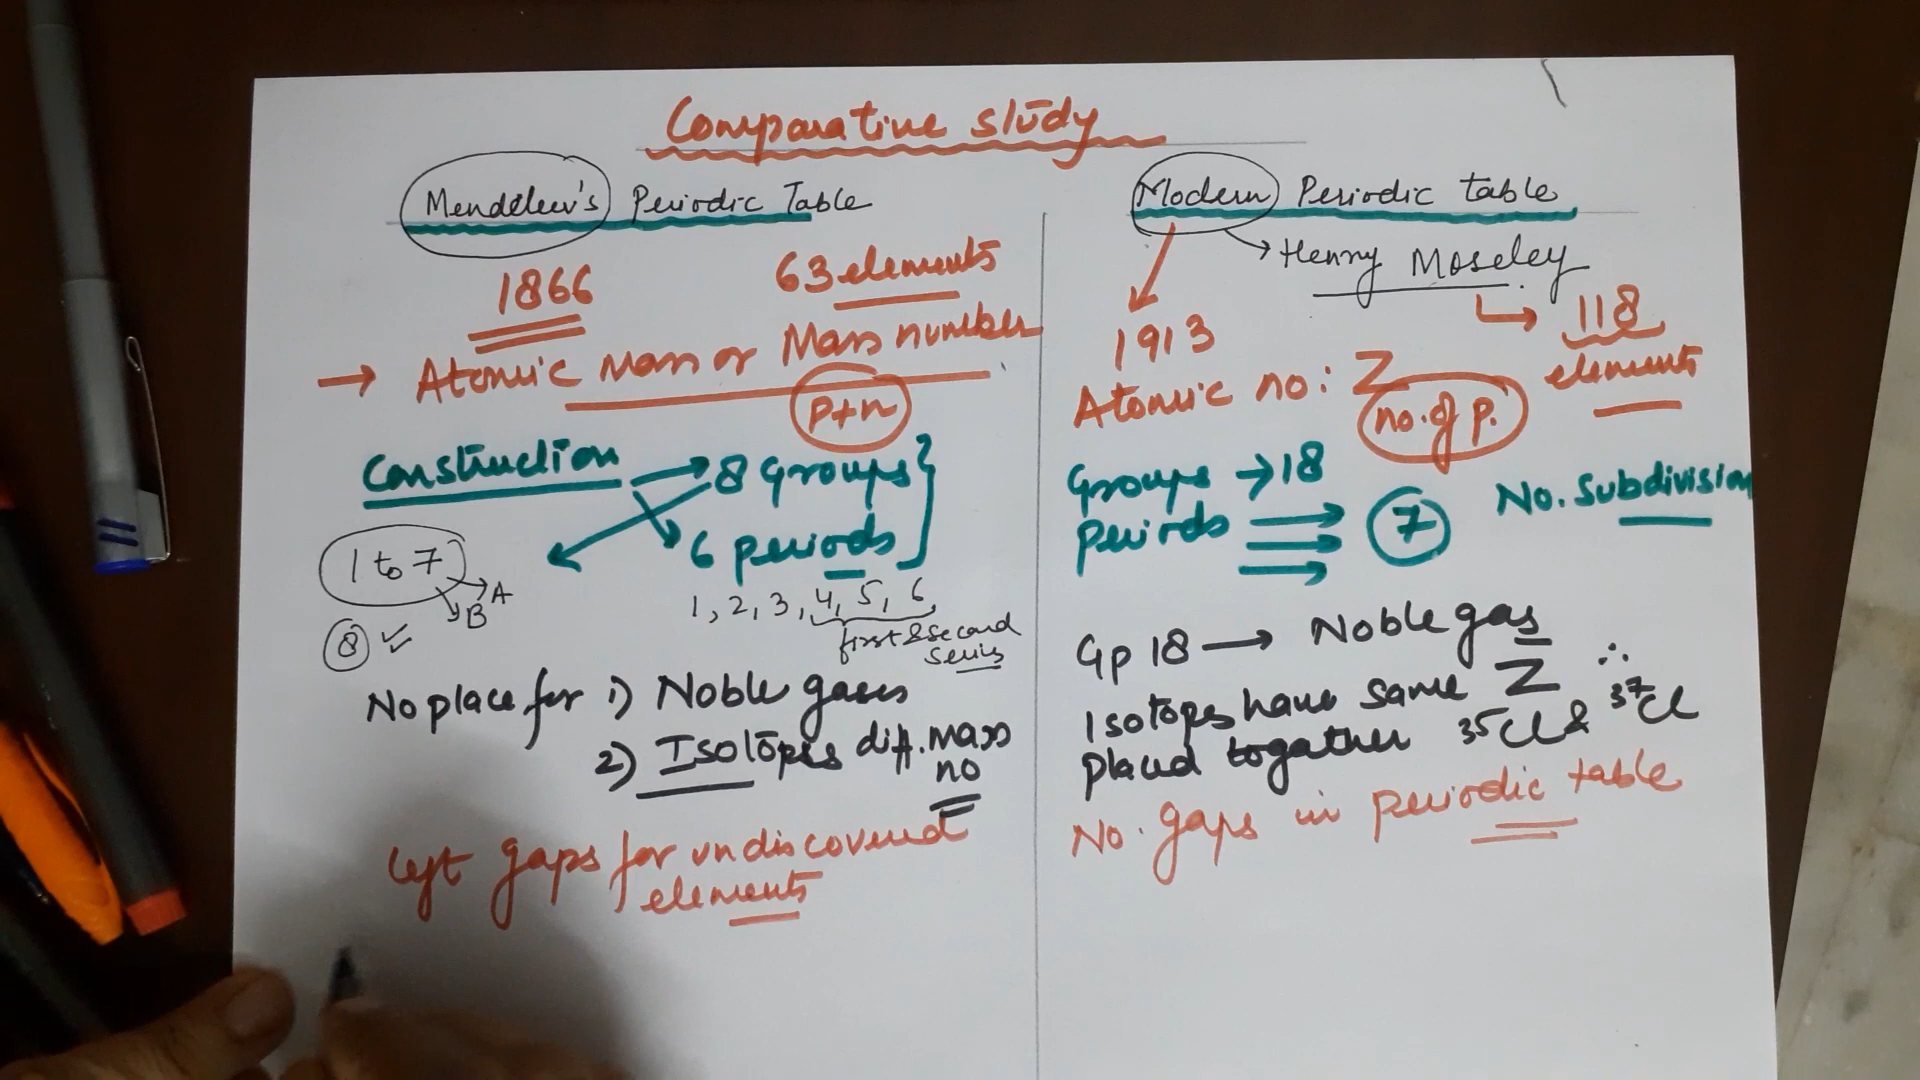 Comparative study
Mendeleev's Periodic Table
1866
63 elements
→ Atomic Mass or Mass number
p+n
Construction → 8 Groups
6 periods
1 to 7
A
B
8
1, 2, 3, 4, 5, 6
first & second
series
No place for 1) Noble gases
2) Isotopes diff. mass
no
Left gaps for undiscovered
elements
Modern Periodic table
Henry Moseley
1913
118
elements
Atomic no: Z
no. of p.
Groups → 18
No. Subdivision
Periods → 7
Gp 18 → Noble gas
Isotopes have same Z ∴
placed togather ³⁵Cl & ³⁷Cl
No. gaps in periodic table